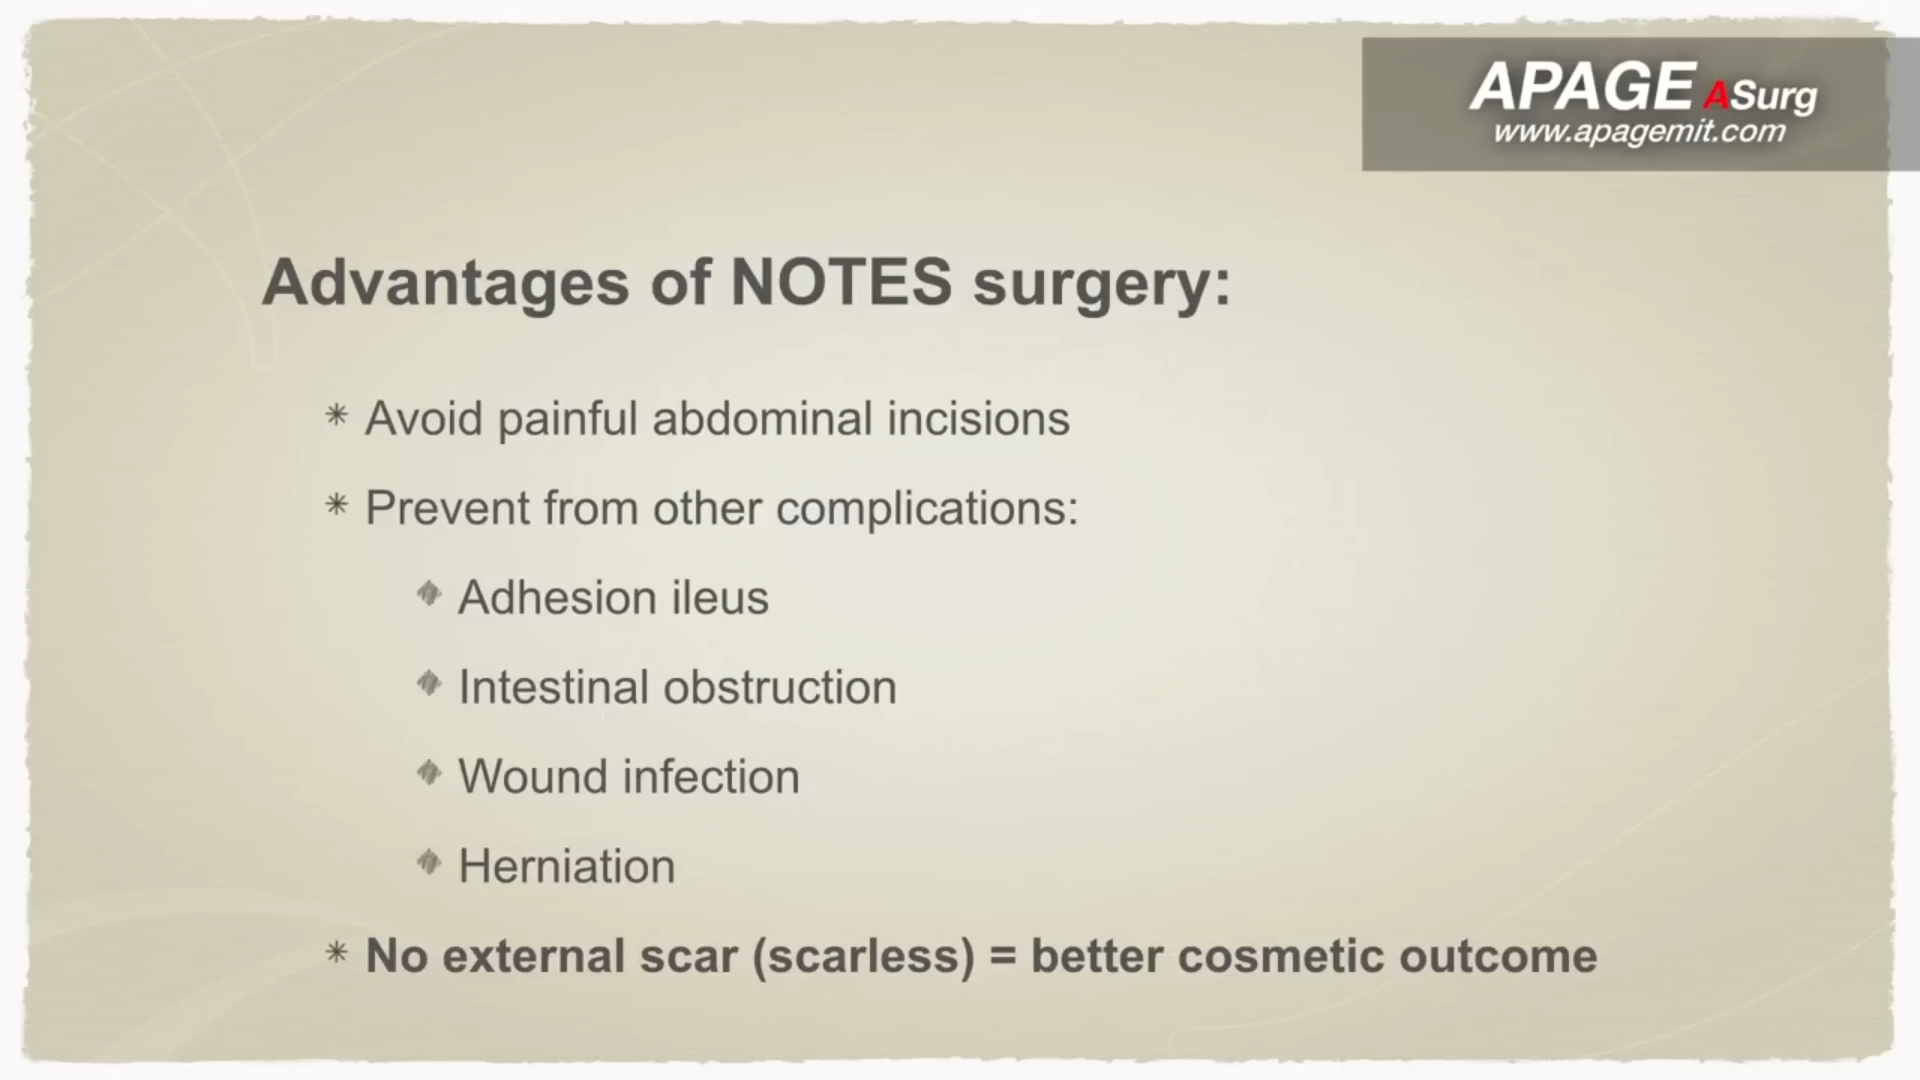 APAGE ASurg
www.apagemit.com
Advantages of NOTES surgery:
Avoid painful abdominal incisions
Prevent from other complications:
Adhesion ileus
Intestinal obstruction
Wound infection
Herniation
No external scar (scarless) = better cosmetic outcome